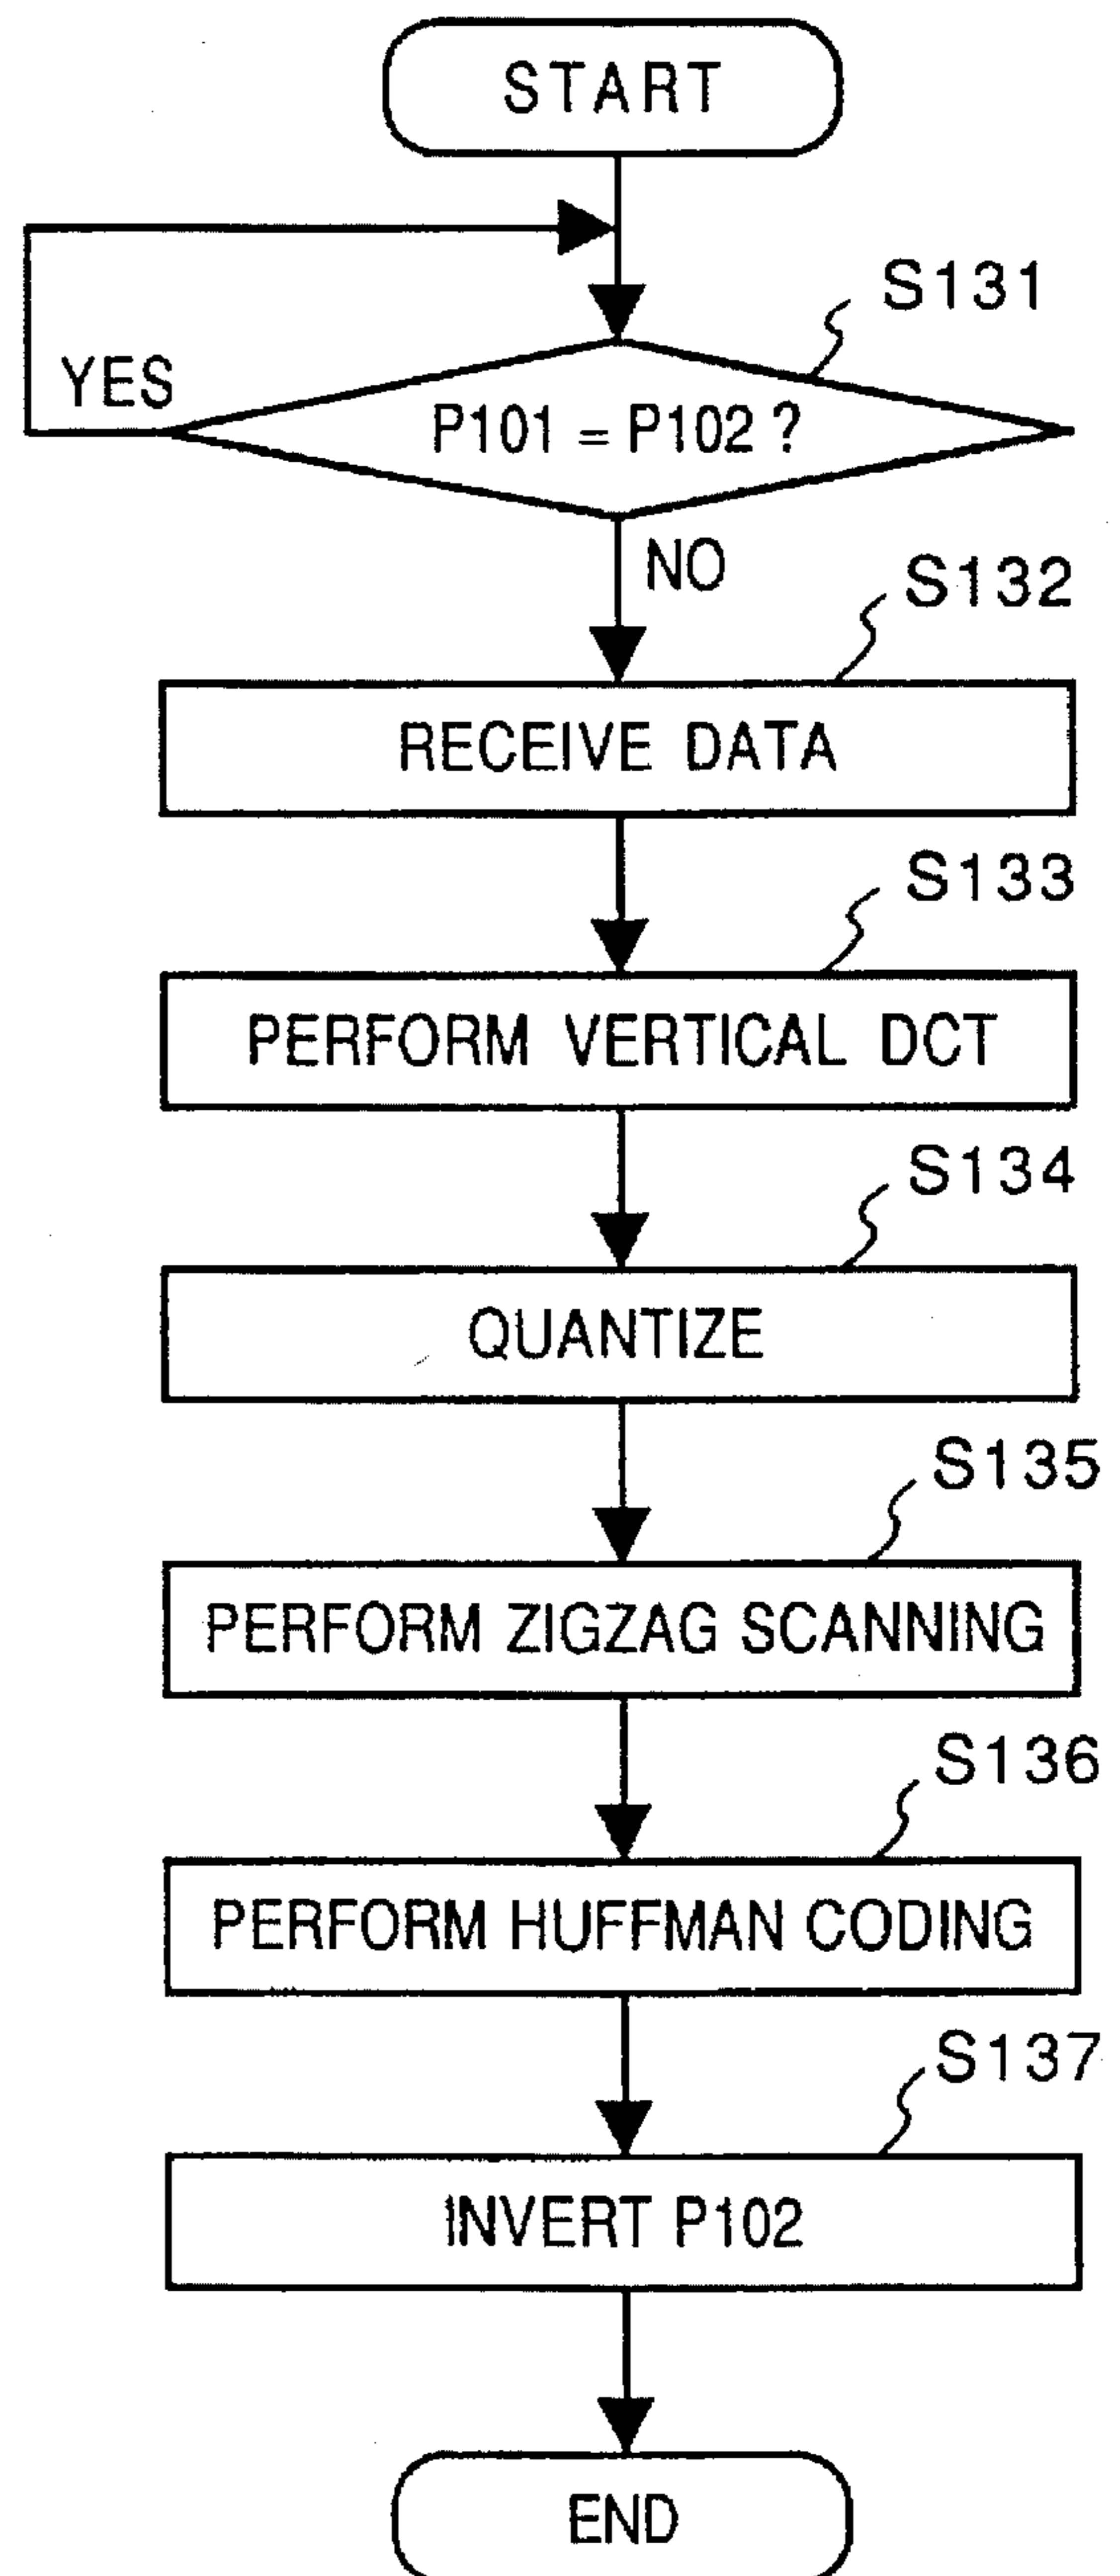 START
S131
YES
P101 = P102 ?
NO
S132
RECEIVE DATA
S133
PERFORM VERTICAL DCT
S134
QUANTIZE
S135
PERFORM ZIGZAG SCANNING
S136
PERFORM HUFFMAN CODING
S137
INVERT P102
END